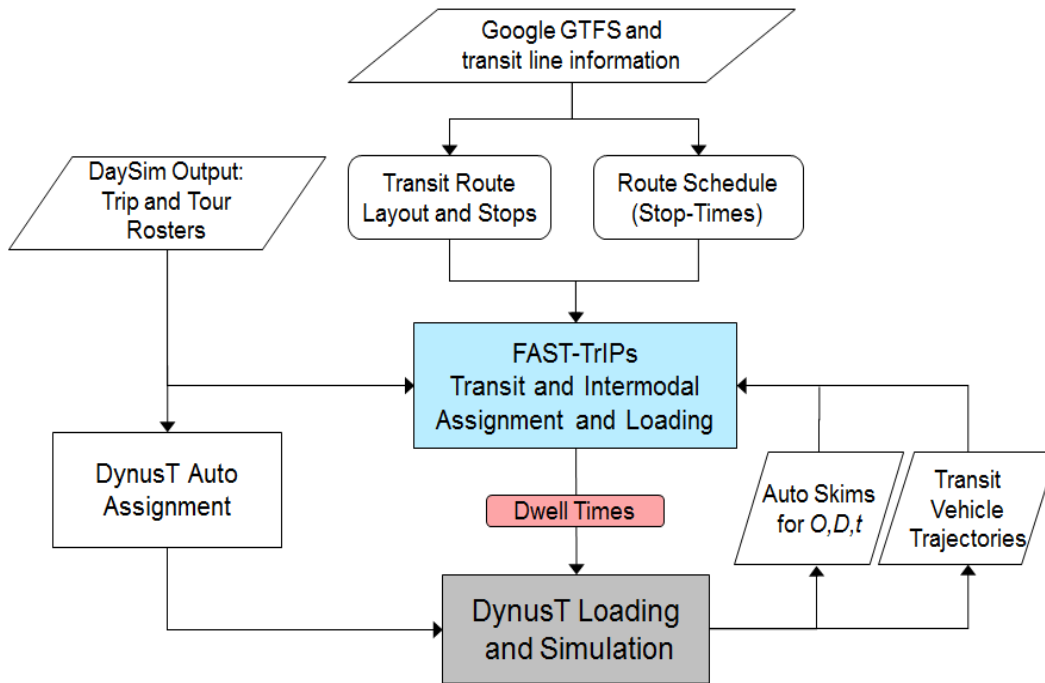 Google GTFS and
transit line information
DaySim Output:
Trip and Tour
Rosters
Transit Route
Layout and Stops
Route Schedule
(Stop-Times)
FAST-TrIPs
Transit and Intermodal
Assignment and Loading
DynusT Auto
Assignment
Dwell Times
Auto Skims
for O,D,t
Transit
Vehicle
Trajectories
DynusT Loading
and Simulation